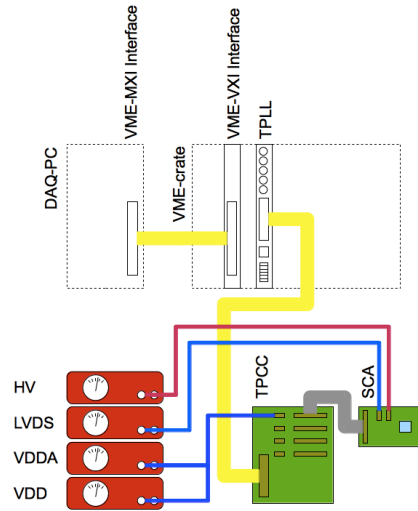 VME-MXI Interface
VME-VXI Interface
TPLL
DAQ-PC
VME-crate
HV
LVDS
VDDA
VDD
TPCC
SCA